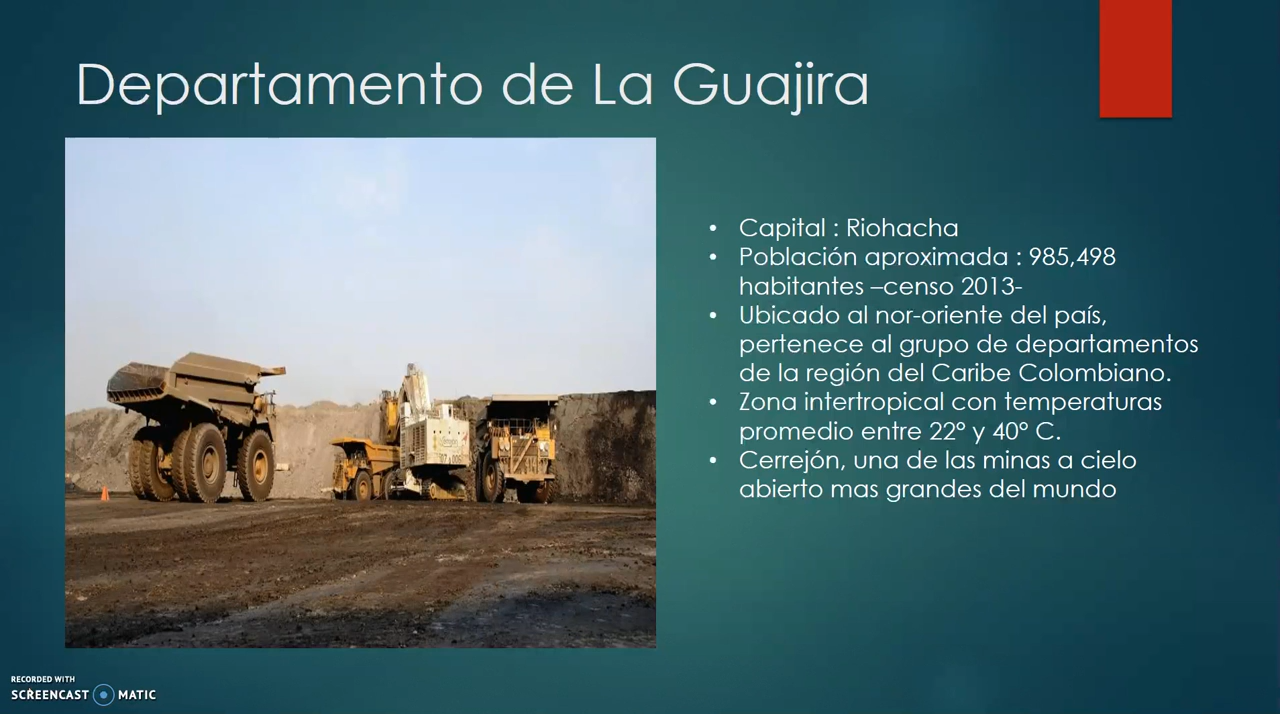 Departamento de La Guajira
• Capital : Riohacha
• Población aproximada : 985,498
habitantes –censo 2013-
• Ubicado al nor-oriente del país,
pertenece al grupo de departamentos
de la región del Caribe Colombiano.
• Zona intertropical con temperaturas
promedio entre 22° y 40° C.
• Cerrejón, una de las minas a cielo
abierto mas grandes del mundo
RECORDED WITH
SCREENCAST MATIC